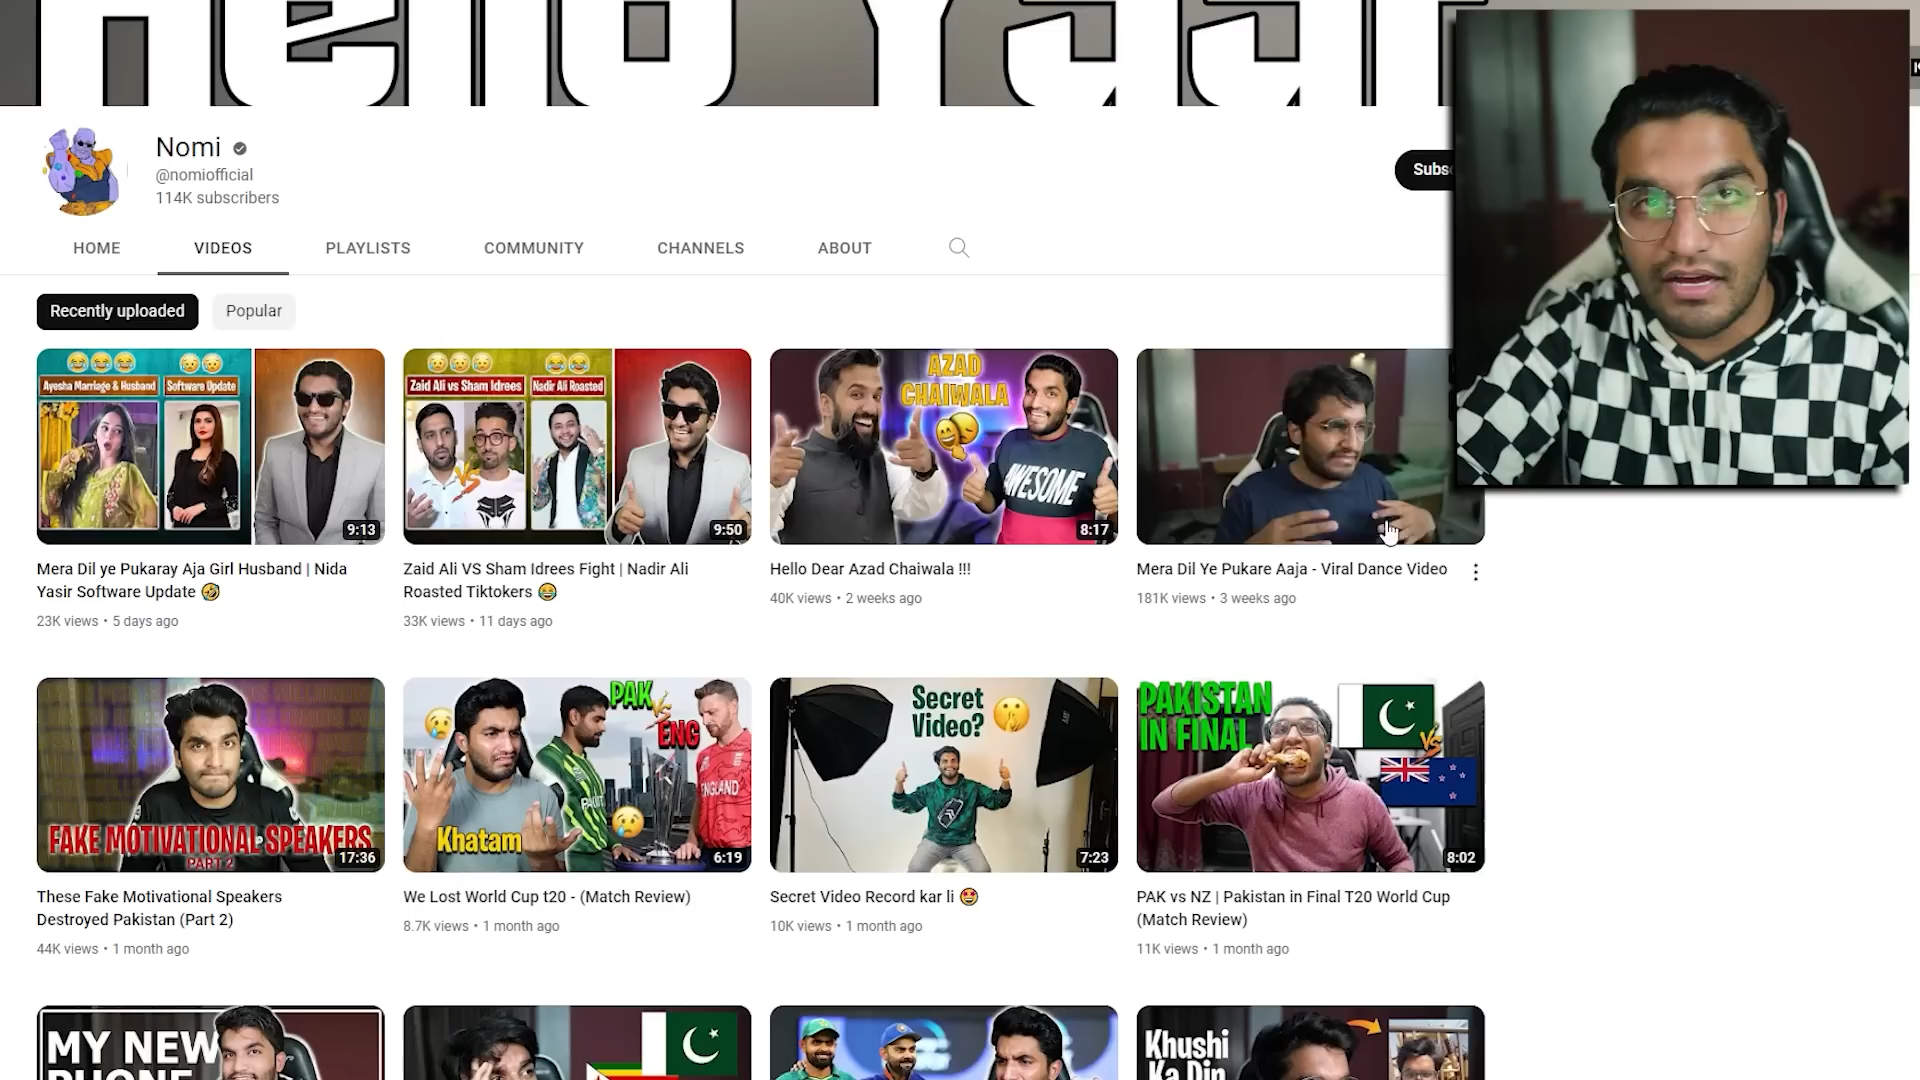 Hello Yaar
Nomi
@nomiofficial
114K subscribers
Subsc
HOME
VIDEOS
PLAYLISTS
COMMUNITY
CHANNELS
ABOUT
Recently uploaded
Popular
Ayesha Marriage & Husband
Software Update
9:13
Zaid Ali vs Sham Idrees
Nadir Ali Roasted
VS
9:50
AZAD
CHAIWALA
AWESOME
8:17
Mera Dil ye Pukaray Aja Girl Husband | Nida
Yasir Software Update 🤣
23K views • 5 days ago
Zaid Ali VS Sham Idrees Fight | Nadir Ali
Roasted Tiktokers 😂
33K views • 11 days ago
Hello Dear Azad Chaiwala !!!
40K views • 2 weeks ago
Mera Dil Ye Pukare Aaja - Viral Dance Video
181K views • 3 weeks ago
FAKE MOTIVATIONAL SPEAKERS
PART 2
17:36
PAK
VS
ENG
ENGLAND
Khatam
6:19
Secret
Video?
7:23
PAKISTAN
IN FINAL
VS
8:02
These Fake Motivational Speakers
Destroyed Pakistan (Part 2)
44K views • 1 month ago
We Lost World Cup t20 - (Match Review)
8.7K views • 1 month ago
Secret Video Record kar li 🤩
10K views • 1 month ago
PAK vs NZ | Pakistan in Final T20 World Cup
(Match Review)
11K views • 1 month ago
MY NEW
PHONE
Khushi
Ka Din